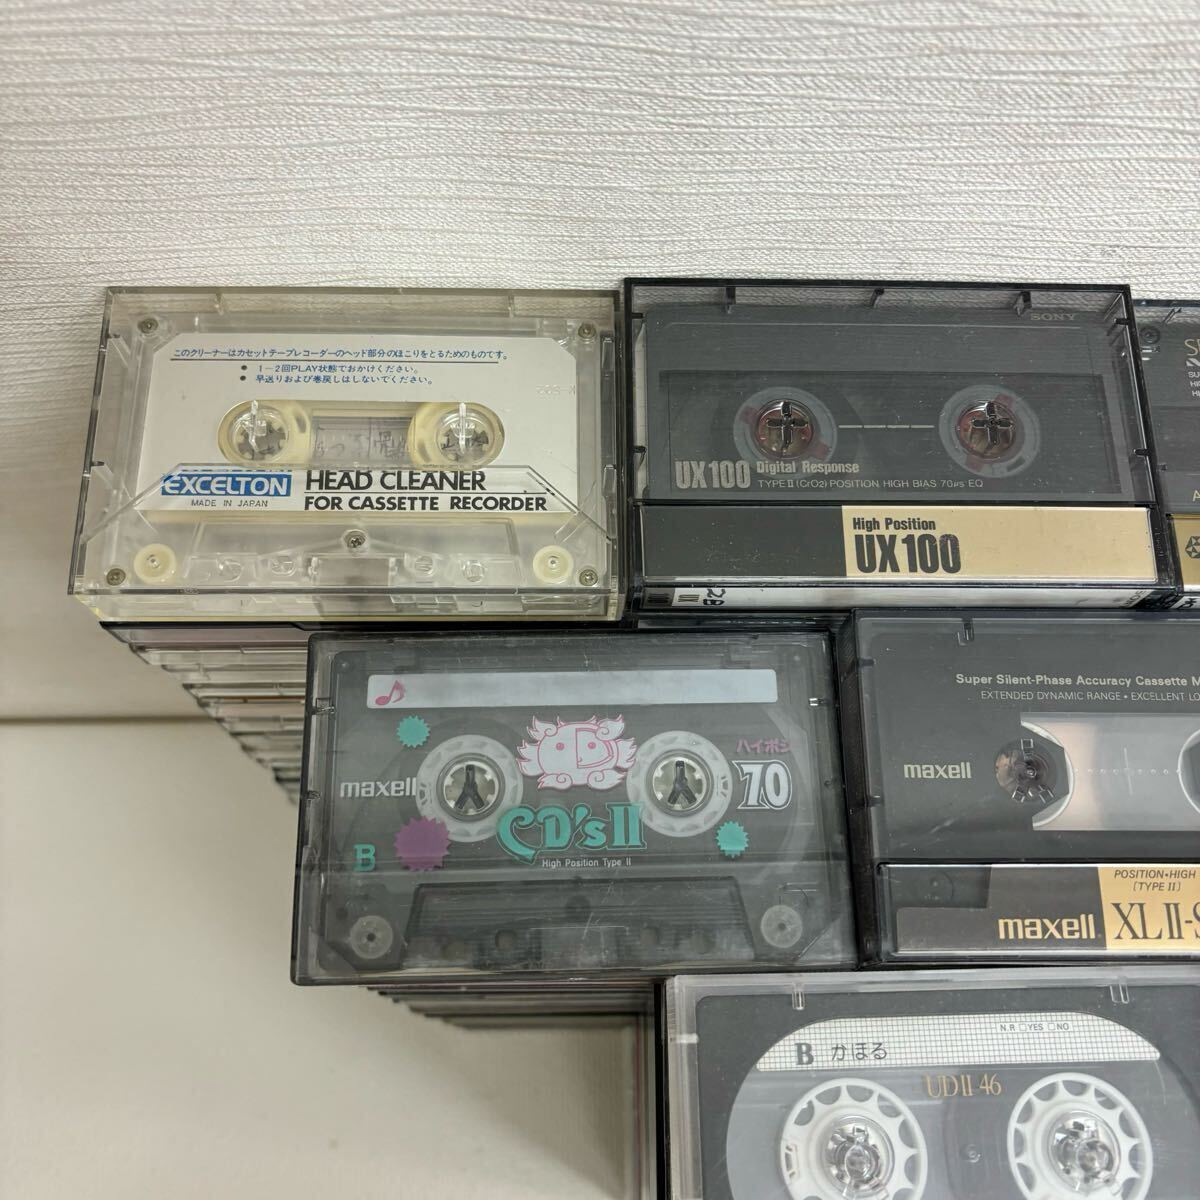 このクリーナーはカセットテープレコーダーのヘッド部分のほこりをとるためのものです。
● 1−2回PLAY状態でおかけください。
● 早送りおよび巻戻しはしないでください。
EXCELTON
MADE IN JAPAN
HEAD CLEANER
FOR CASSETTE RECORDER
SONY
UX100 Digital Response
TYPE II (CrO2) POSITION HIGH BIAS 70µs EQ
High Position
UX100
maxell
ハイポジ
70
B
CD'sII
High Position Type II
Super Silent-Phase Accuracy Cassette M
EXTENDED DYNAMIC RANGE • EXCELLENT LO
maxell
POSITION•HIGH
(TYPE II)
maxell
XL II-S
N.R □YES □NO
B かほる
UD II 46